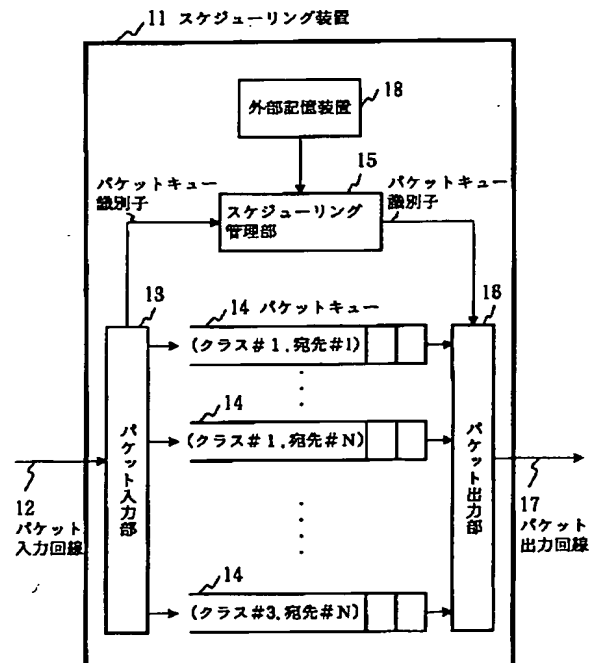 11 スケジューリング装置
18
外部記憶装置
15
パケットキュー
識別子
スケジューリング
管理部
パケットキュー
識別子
13
14 パケットキュー
16
(クラス#1,宛先#1)
14
(クラス#1,宛先#N)
パケット入力部
パケット出力部
12
パケット
入力回線
17
パケット
出力回線
14
(クラス#3,宛先#N)